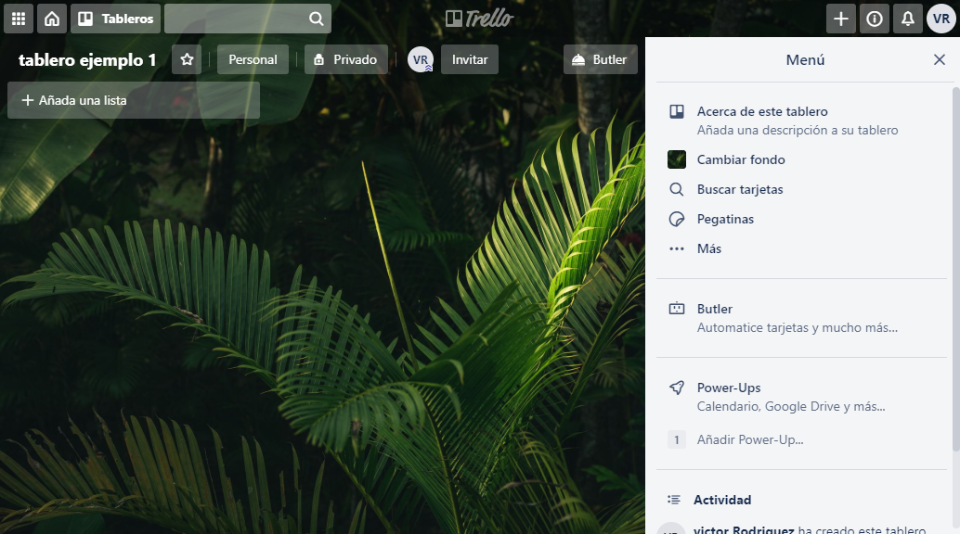 Tableros
Trello
VR
tablero ejemplo 1
Personal
Privado
VR
Invitar
Butler
+ Añada una lista
Menú
Acerca de este tablero
Añada una descripción a su tablero
Cambiar fondo
Buscar tarjetas
Pegatinas
Más
Butler
Automatice tarjetas y mucho más...
Power-Ups
Calendario, Google Drive y más...
1 Añadir Power-Up...
Actividad
victor Rodriguez ha creado este tablero